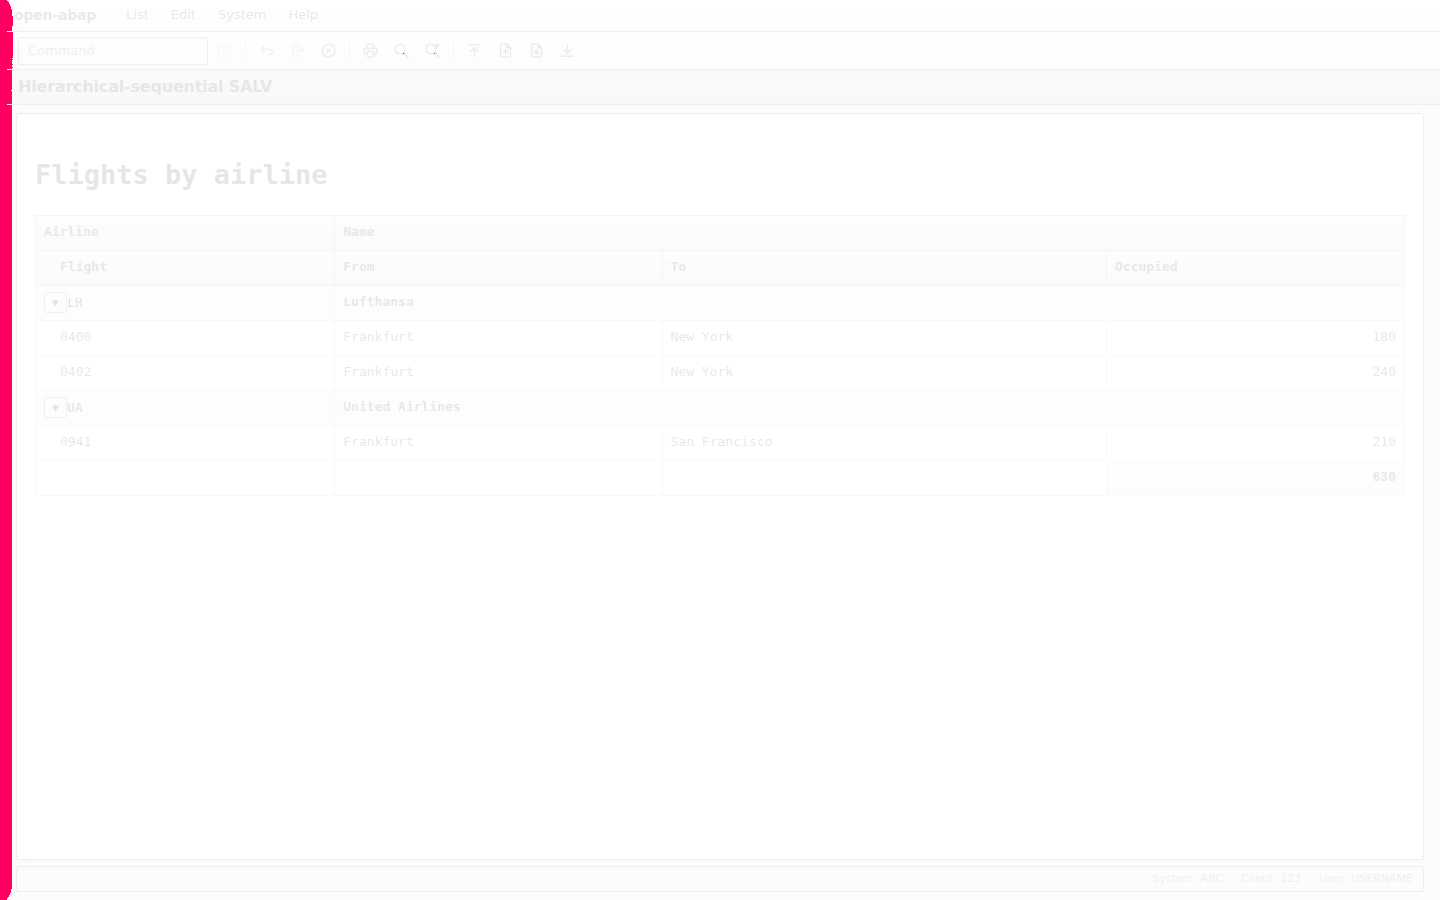 open-abap List Edit System Help
Command
Hierarchical-sequential SALV
Flights by airline
Airline Name
Flight From To Occupied
▼ LH Lufthansa
0400 Frankfurt New York 180
0402 Frankfurt New York 240
▼ UA United Airlines
0941 Frankfurt San Francisco 210
630
System: ABC Client: 123 User: USERNAME